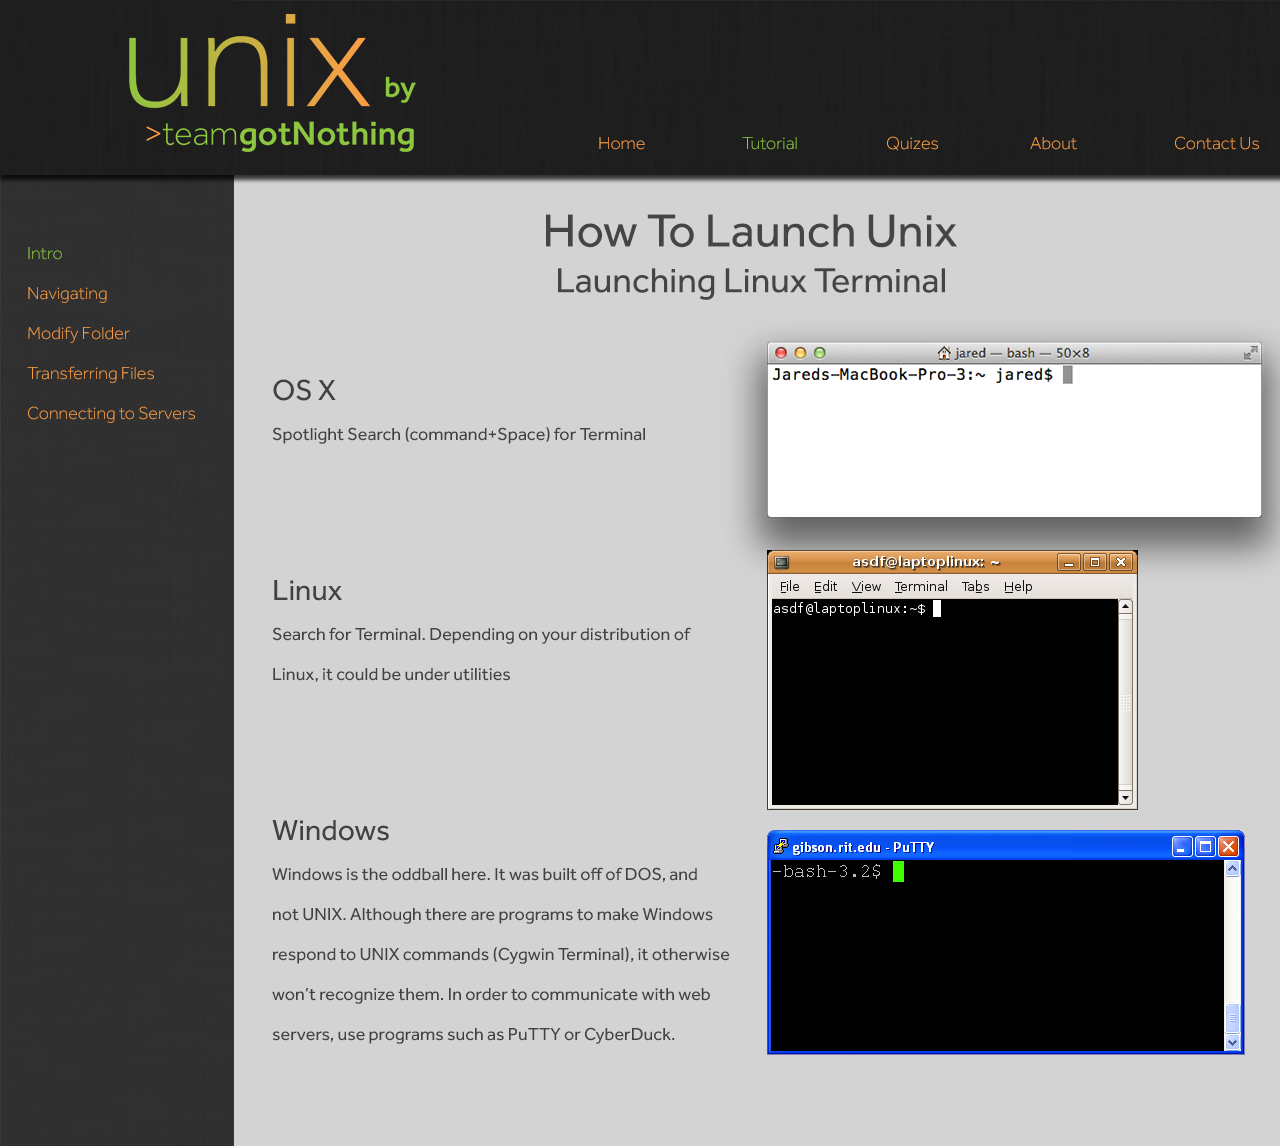 unix by
>teamgotNothing
Home
Tutorial
Quizes
About
Contact Us
Intro
Navigating
Modify Folder
Transferring Files
Connecting to Servers
How To Launch Unix
Launching Linux Terminal
OS X
Spotlight Search (command+Space) for Terminal
jared — bash — 50×8
Jareds-MacBook-Pro-3:~ jared$
Linux
Search for Terminal. Depending on your distribution of
Linux, it could be under utilities
asdf@laptoplinux: ~
File Edit View Terminal Tabs Help
asdf@laptoplinux:~$
Windows
Windows is the oddball here. It was built off of DOS, and
not UNIX. Although there are programs to make Windows
respond to UNIX commands (Cygwin Terminal), it otherwise
won't recognize them. In order to communicate with web
servers, use programs such as PuTTY or CyberDuck.
gibson.rit.edu - PuTTY
-bash-3.2$